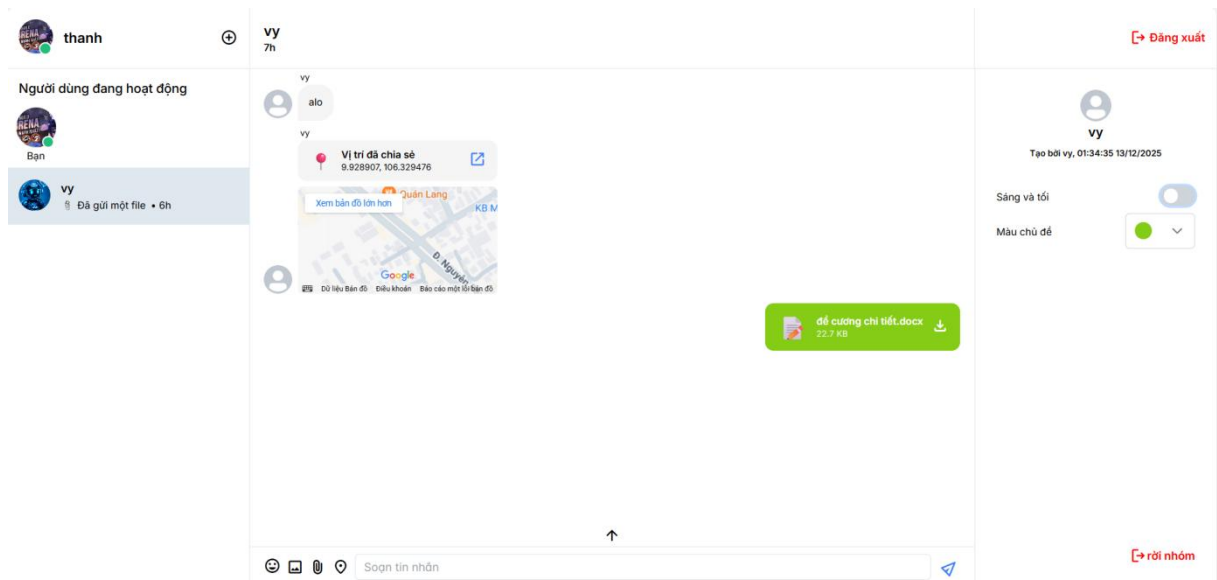 thanh
Người dùng đang hoạt động
Bạn
vy
Đã gửi một file • 6h
vy
7h
vy
alo
vy
Vị trí đã chia sẻ
9.928907, 106.329476
Quán Lang
Xem bản đồ lớn hơn
KB M
Đ. Nguyễn
Google
Dữ liệu Bản đồ Điều khoản Báo cáo một lỗi bản đồ
đề cương chi tiết.docx
22.7 KB
Soạn tin nhắn
Đăng xuất
vy
Tạo bởi vy, 01:34:35 13/12/2025
Sáng và tối
Màu chủ đề
rời nhóm